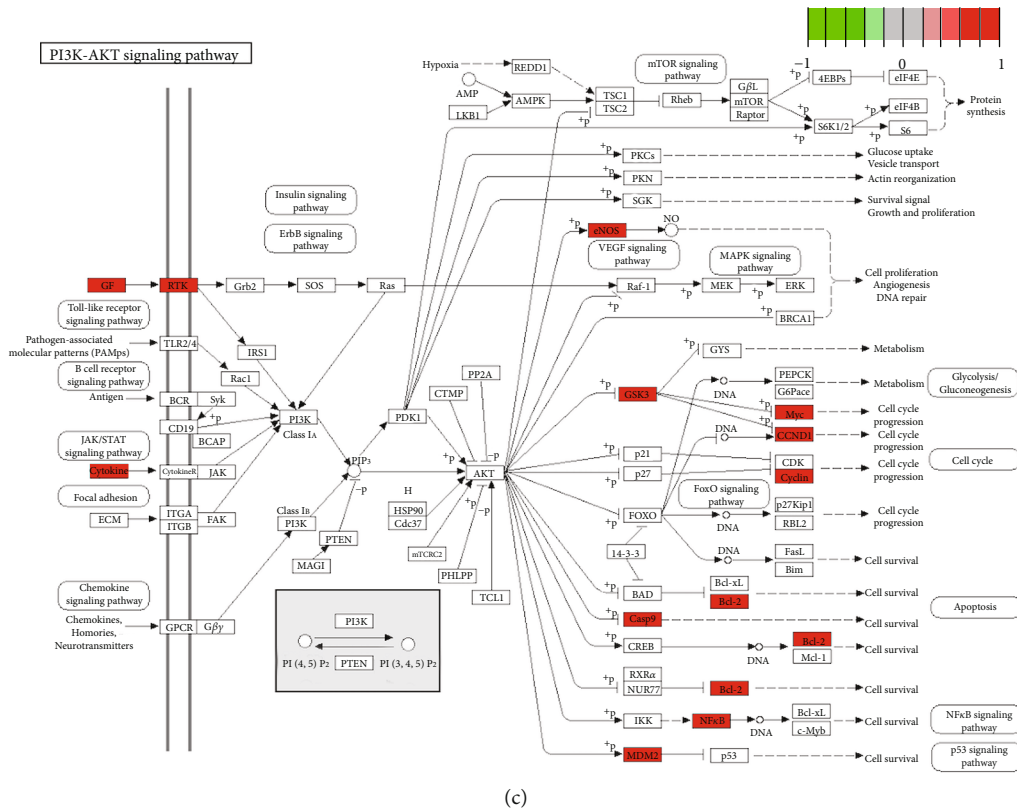 PI3K-AKT signaling pathway
−1
0
1
Hypoxia
REDD1
AMP
AMPK
LKB1
TSC1
TSC2
Rheb
mTOR signaling
pathway
GβL
mTOR
Raptor
+p
4EBPs
eIF4E
+p
S6K1/2
+p
+p
+p
eIF4B
S6
Protein
synthesis
+p
+p
PKCs
Glucose uptake
Vesicle transport
+p
PKN
Actin reorganization
+p
SGK
Survival signal
Growth and proliferation
Insulin signaling
pathway
ErbB signaling
pathway
+p
eNOS
NO
VEGF signaling
pathway
MAPK signaling
pathway
GF
RTK
Grb2
SOS
Ras
Raf-1
+p
MEK
+p
ERK
+p
Cell proliferation
Angiogenesis
DNA repair
+p
BRCA1
Toll-like receptor
signaling pathway
Pathogen-associated
molecular patterns (PAMps)
TLR2/4
IRS1
Rac1
B cell receptor
signaling pathway
Antigen
BCR
Syk
+p
CD19
BCAP
PI3K
Class IA
PDK1
CTMP
PP2A
+p
GYS
Metabolism
+p
GSK3
DNA
PEPCK
G6Pace
Metabolism
Glycolysis/
Gluconeogenesis
+p
Myc
Cell cycle
progression
+p
DNA
CCND1
Cell cycle
progression
JAK/STAT
signaling pathway
Cytokine
CytokineR
JAK
PIP3
−p
+p
−p
AKT
+p
−p
+p
p21
+p
p27
CDK
Cyclin
Cell cycle
progression
Cell cycle
Focal adhesion
ECM
ITGA
ITGB
FAK
Class IB
PI3K
PTEN
MAGI
H
HSP90
Cdc37
mTCRC2
PHLPP
TCL1
FoxO signaling
pathway
FOXO
+p
DNA
p27Kip1
RBL2
Cell cycle
progression
14-3-3
DNA
FasL
Bim
Cell survival
+p
BAD
Bcl-xL
Bcl-2
Cell survival
Apoptosis
+p
Casp9
Cell survival
Chemokine
signaling pathway
Chemokines,
Homories,
Neurotransmitters
GPCR
Gβγ
PI3K
PI (4, 5) P2
PTEN
PI (3, 4, 5) P2
+p
CREB
DNA
Bcl-2
Mcl-1
Cell survival
+p
RXRα
NUR77
Bcl-2
Cell survival
+p
IKK
NFκB
DNA
Bcl-xL
c-Myb
Cell survival
NFκB signaling
pathway
+p
MDM2
p53
Cell survival
p53 signaling
pathway
(c)